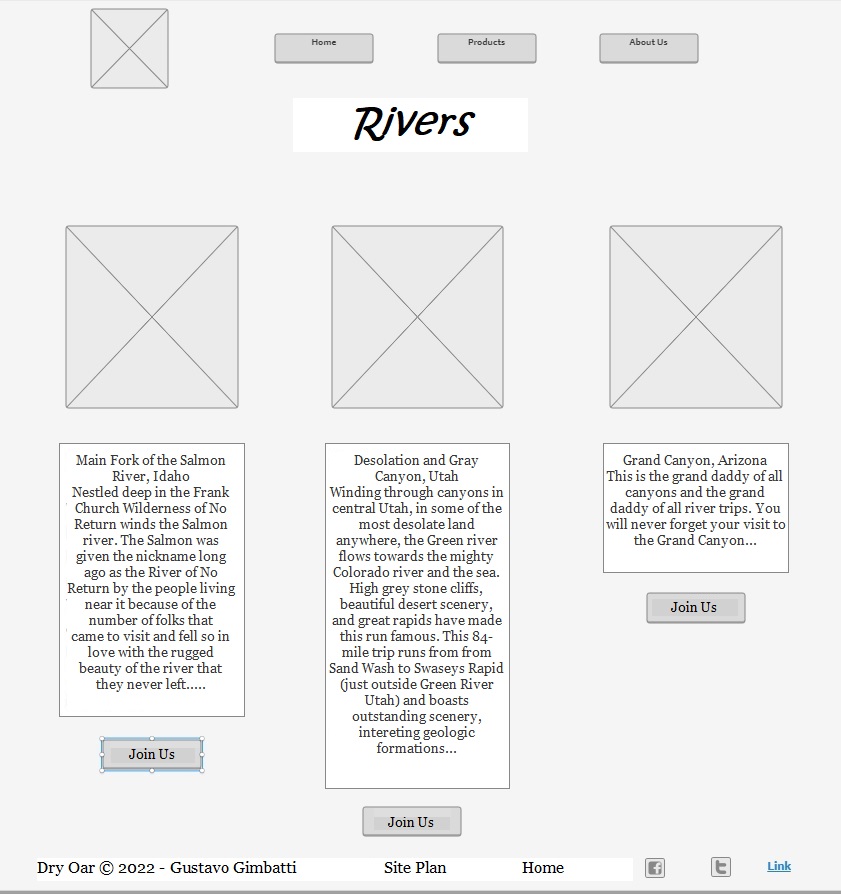 Home
Products
About Us
Rivers
Main Fork of the Salmon
River, Idaho
Nestled deep in the Frank
Church Wilderness of No
Return winds the Salmon
river. The Salmon was
given the nickname long
ago as the River of No
Return by the people living
near it because of the
number of folks that
came to visit and fell so in
love with the rugged
beauty of the river that
they never left.....
Join Us
Desolation and Gray
Canyon, Utah
Winding through canyons in
central Utah, in some of the
most desolate land
anywhere, the Green river
flows towards the mighty
Colorado river and the sea.
High grey stone cliffs,
beautiful desert scenery,
and great rapids have made
this run famous. This 84-
mile trip runs from from
Sand Wash to Swaseys Rapid
(just outside Green River
Utah) and boasts
outstanding scenery,
intereting geologic
formations...
Join Us
Grand Canyon, Arizona
This is the grand daddy of all
canyons and the grand
daddy of all river trips. You
will never forget your visit to
the Grand Canyon...
Join Us
Dry Oar © 2022 - Gustavo Gimbatti
Site Plan
Home
Link